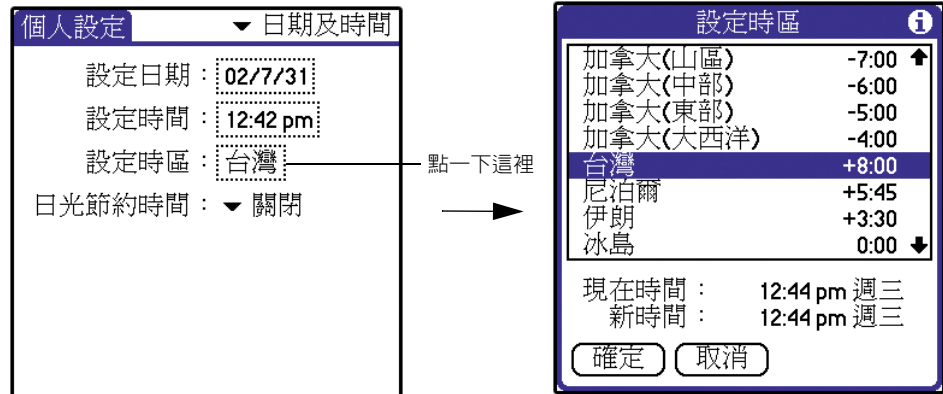 個人設定 日期及時間
設定日期： 02/7/31
設定時間： 12:42 pm
設定時區： 台灣
日光節約時間： 關閉
點一下這裡
設定時區
加拿大(山區) -7:00
加拿大(中部) -6:00
加拿大(東部) -5:00
加拿大(大西洋) -4:00
台灣 +8:00
尼泊爾 +5:45
伊朗 +3:30
冰島 0:00
現在時間： 12:44 pm 週三
新時間： 12:44 pm 週三
確定 取消